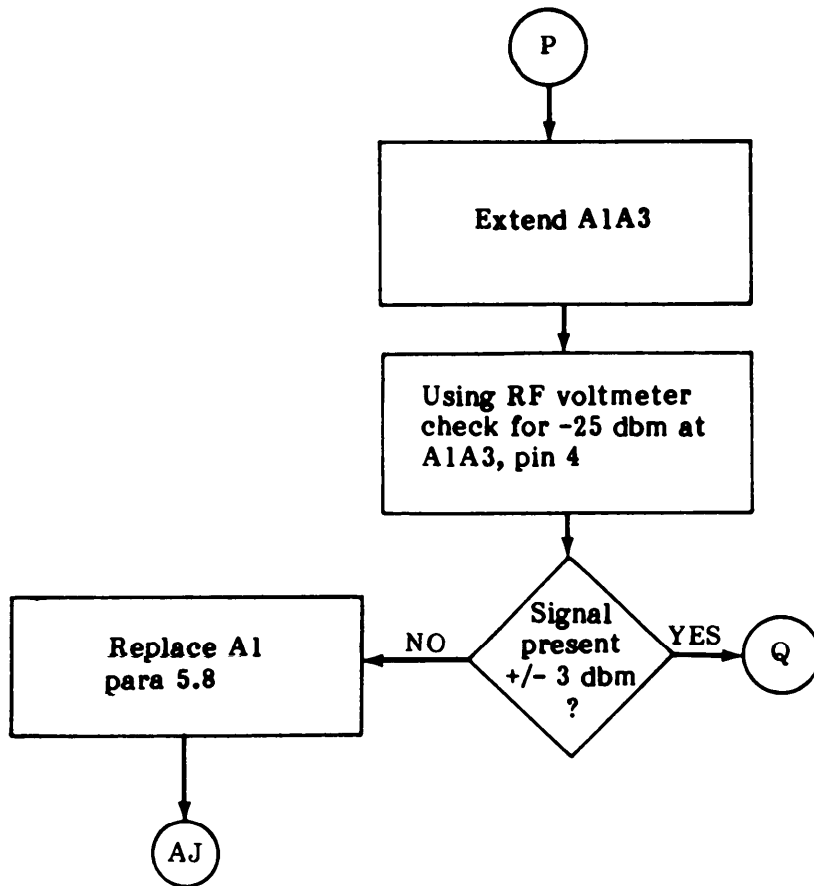 P
Extend A1A3
Using RF voltmeter
check for -25 dbm at
A1A3, pin 4
Signal
present
+/- 3 dbm
?
NO
YES
Q
Replace A1
para 5.8
AJ